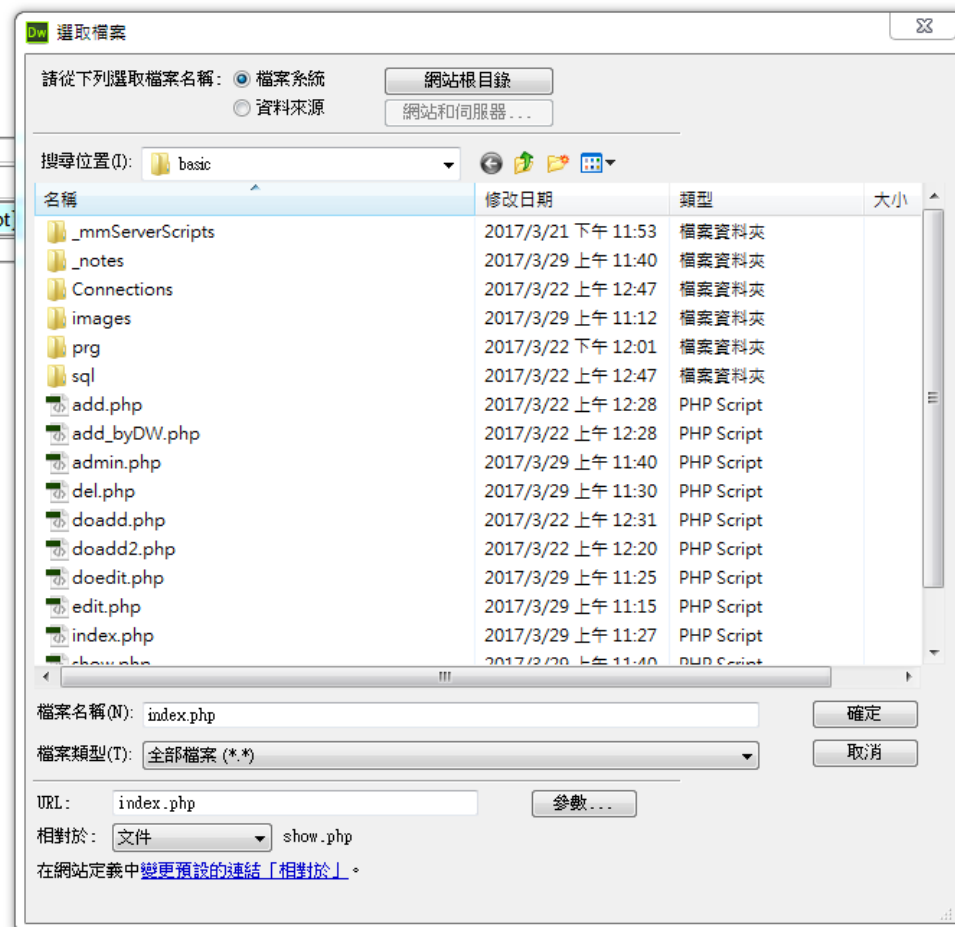 Dw 選取檔案
請從下列選取檔案名稱: 檔案系統 網站根目錄
資料來源 網站和伺服器...
搜尋位置(I): basic
名稱 修改日期 類型 大小
_mmServerScripts 2017/3/21 下午 11:53 檔案資料夾
_notes 2017/3/29 上午 11:40 檔案資料夾
Connections 2017/3/22 上午 12:47 檔案資料夾
images 2017/3/29 上午 11:12 檔案資料夾
prg 2017/3/22 下午 12:01 檔案資料夾
sql 2017/3/22 上午 12:47 檔案資料夾
add.php 2017/3/22 上午 12:28 PHP Script
add_byDW.php 2017/3/22 上午 12:28 PHP Script
admin.php 2017/3/29 上午 11:40 PHP Script
del.php 2017/3/29 上午 11:30 PHP Script
doadd.php 2017/3/22 上午 12:31 PHP Script
doadd2.php 2017/3/22 上午 12:20 PHP Script
doedit.php 2017/3/29 上午 11:25 PHP Script
edit.php 2017/3/29 上午 11:15 PHP Script
index.php 2017/3/29 上午 11:27 PHP Script
show.php 2017/3/29 上午 11:40 PHP Script
檔案名稱(N): index.php 確定
檔案類型(T): 全部檔案 (*.*) 取消
URL: index.php 參數...
相對於: 文件 show.php
在網站定義中變更預設的連結「相對於」。